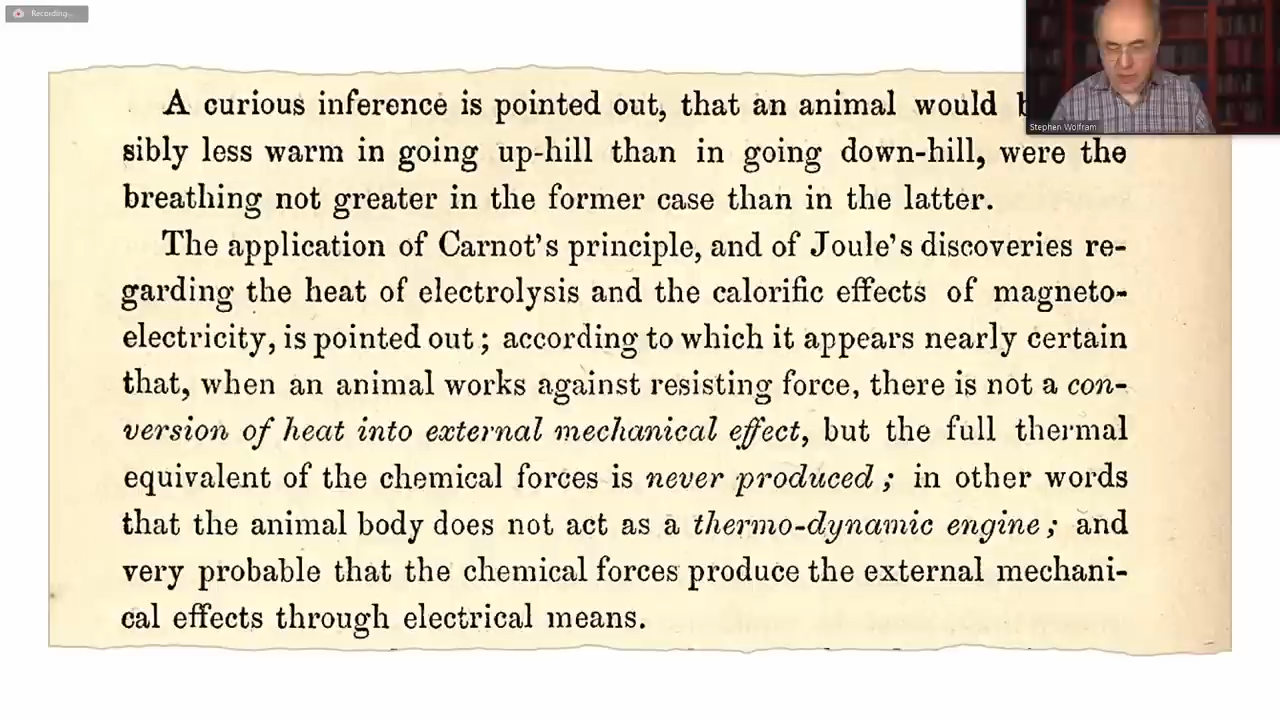 Recording...
Stephen Wolfram
A curious inference is pointed out, that an animal would
sibly less warm in going up-hill than in going down-hill, were the
breathing not greater in the former case than in the latter.
The application of Carnot's principle, and of Joule's discoveries re-
garding the heat of electrolysis and the calorific effects of magneto-
electricity, is pointed out; according to which it appears nearly certain
that, when an animal works against resisting force, there is not a con-
version of heat into external mechanical effect, but the full thermal
equivalent of the chemical forces is never produced; in other words
that the animal body does not act as a thermo-dynamic engine; and
very probable that the chemical forces produce the external mechani-
cal effects through electrical means.